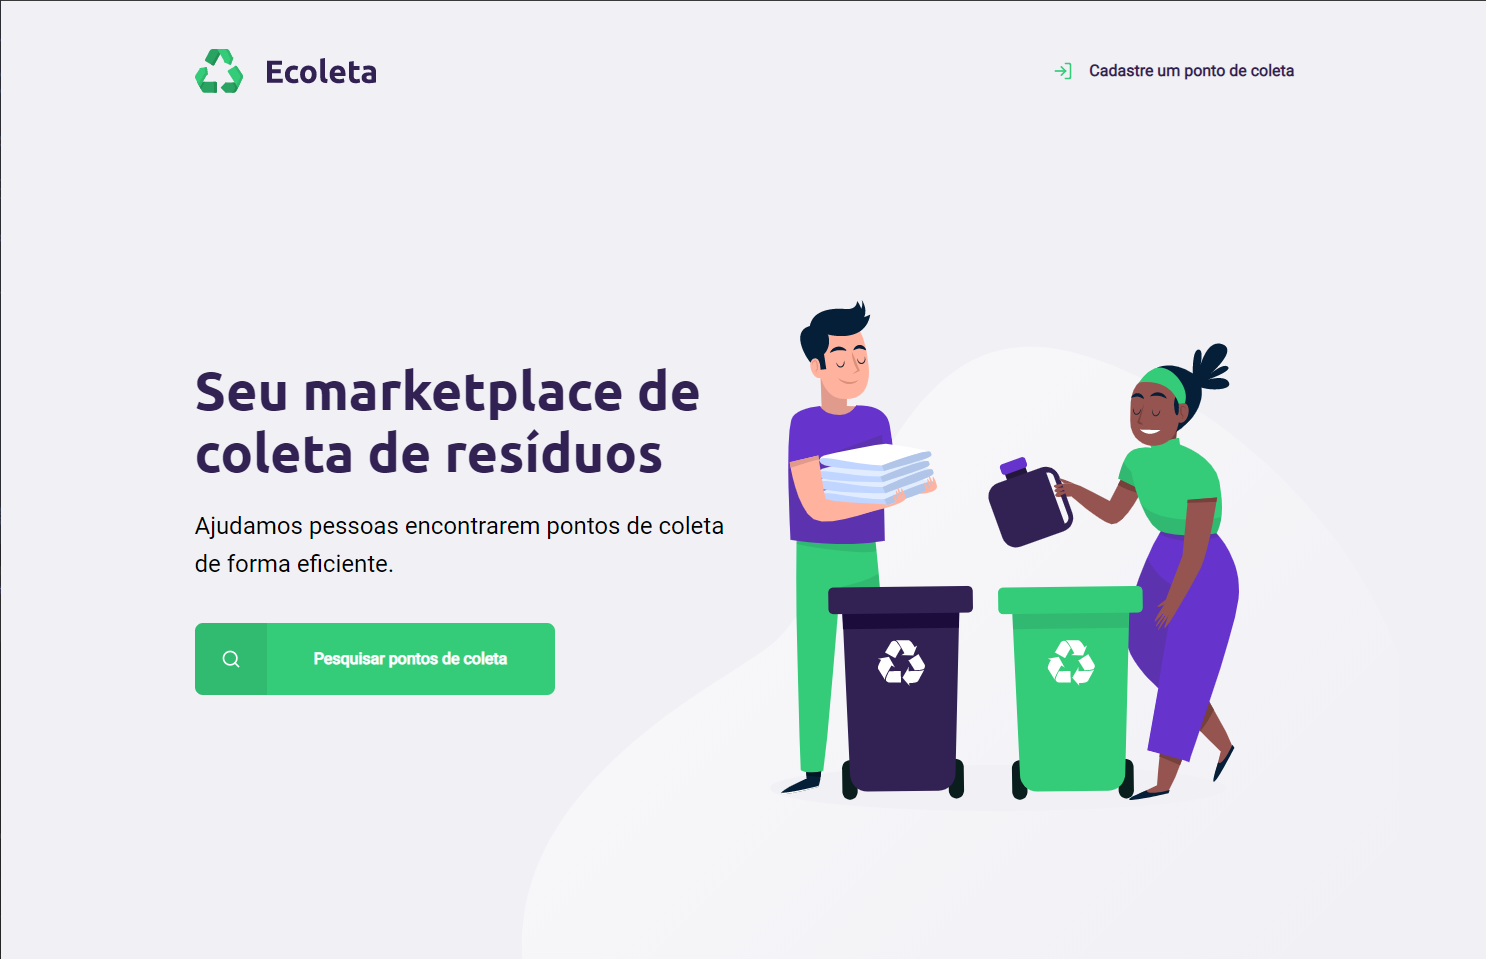 Ecoleta
Cadastre um ponto de coleta
Seu marketplace de
coleta de resíduos
Ajudamos pessoas encontrarem pontos de coleta
de forma eficiente.
Pesquisar pontos de coleta